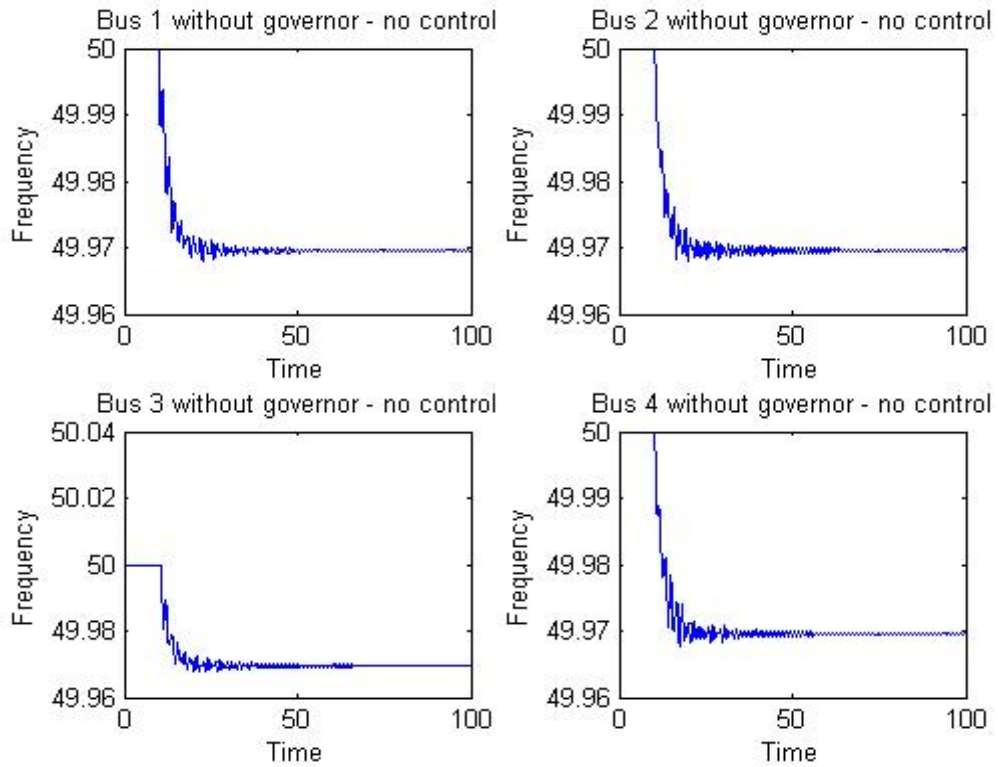 Bus 1 without governor - no control
50
49.99
49.98
49.97
49.96
Frequency
0
50
100
Time
Bus 2 without governor - no control
50
49.99
49.98
49.97
49.96
Frequency
0
50
100
Time
Bus 3 without governor - no control
50.04
50.02
50
49.98
49.96
Frequency
0
50
100
Time
Bus 4 without governor - no control
50
49.99
49.98
49.97
49.96
Frequency
0
50
100
Time